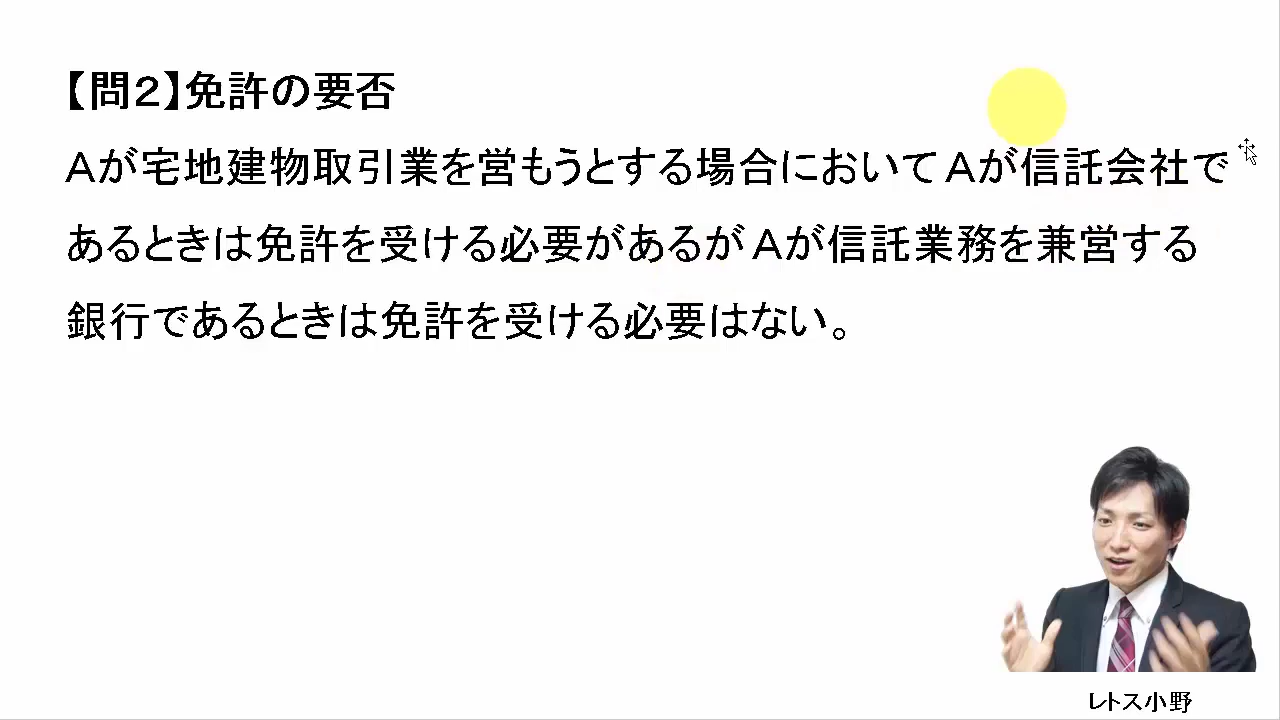 【問2】免許の要否
Aが宅地建物取引業を営もうとする場合においてAが信託会社で
あるときは免許を受ける必要があるがAが信託業務を兼営する
銀行であるときは免許を受ける必要はない。
レトス小野